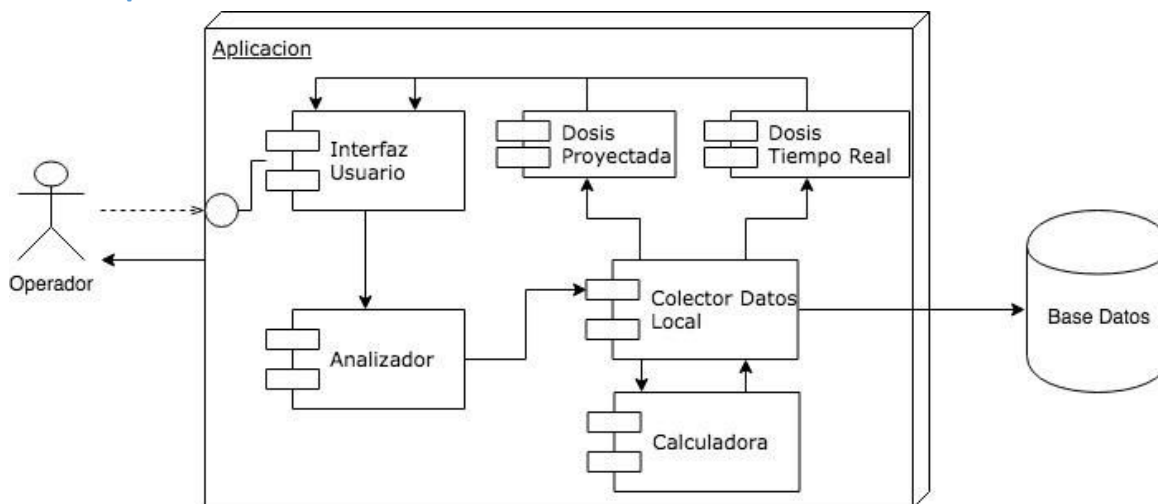 Aplicacion
Interfaz
Usuario
Dosis
Proyectada
Dosis
Tiempo Real
Operador
Analizador
Colector Datos
Local
Base Datos
Calculadora